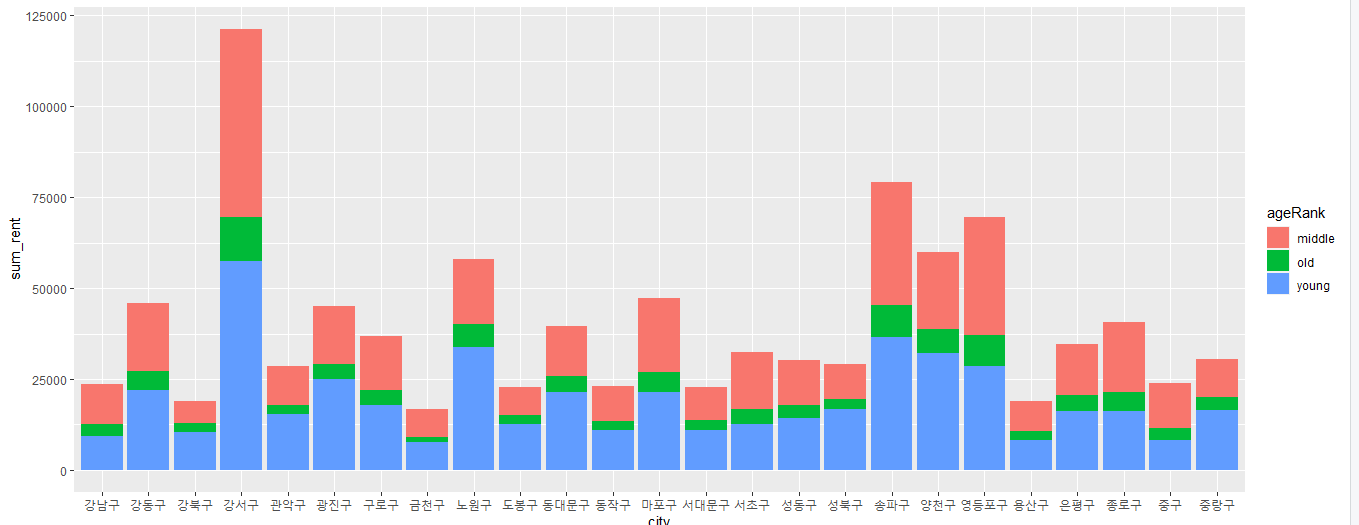 125000
100000
75000
50000
25000
0
sum_rent
강남구 강동구 강북구 강서구 관악구 광진구 구로구 금천구 노원구 도봉구 동대문구 동작구 마포구 서대문구 서초구 성동구 성북구 송파구 양천구 영등포구 용산구 은평구 종로구 중구 중랑구
city
ageRank
middle
old
young